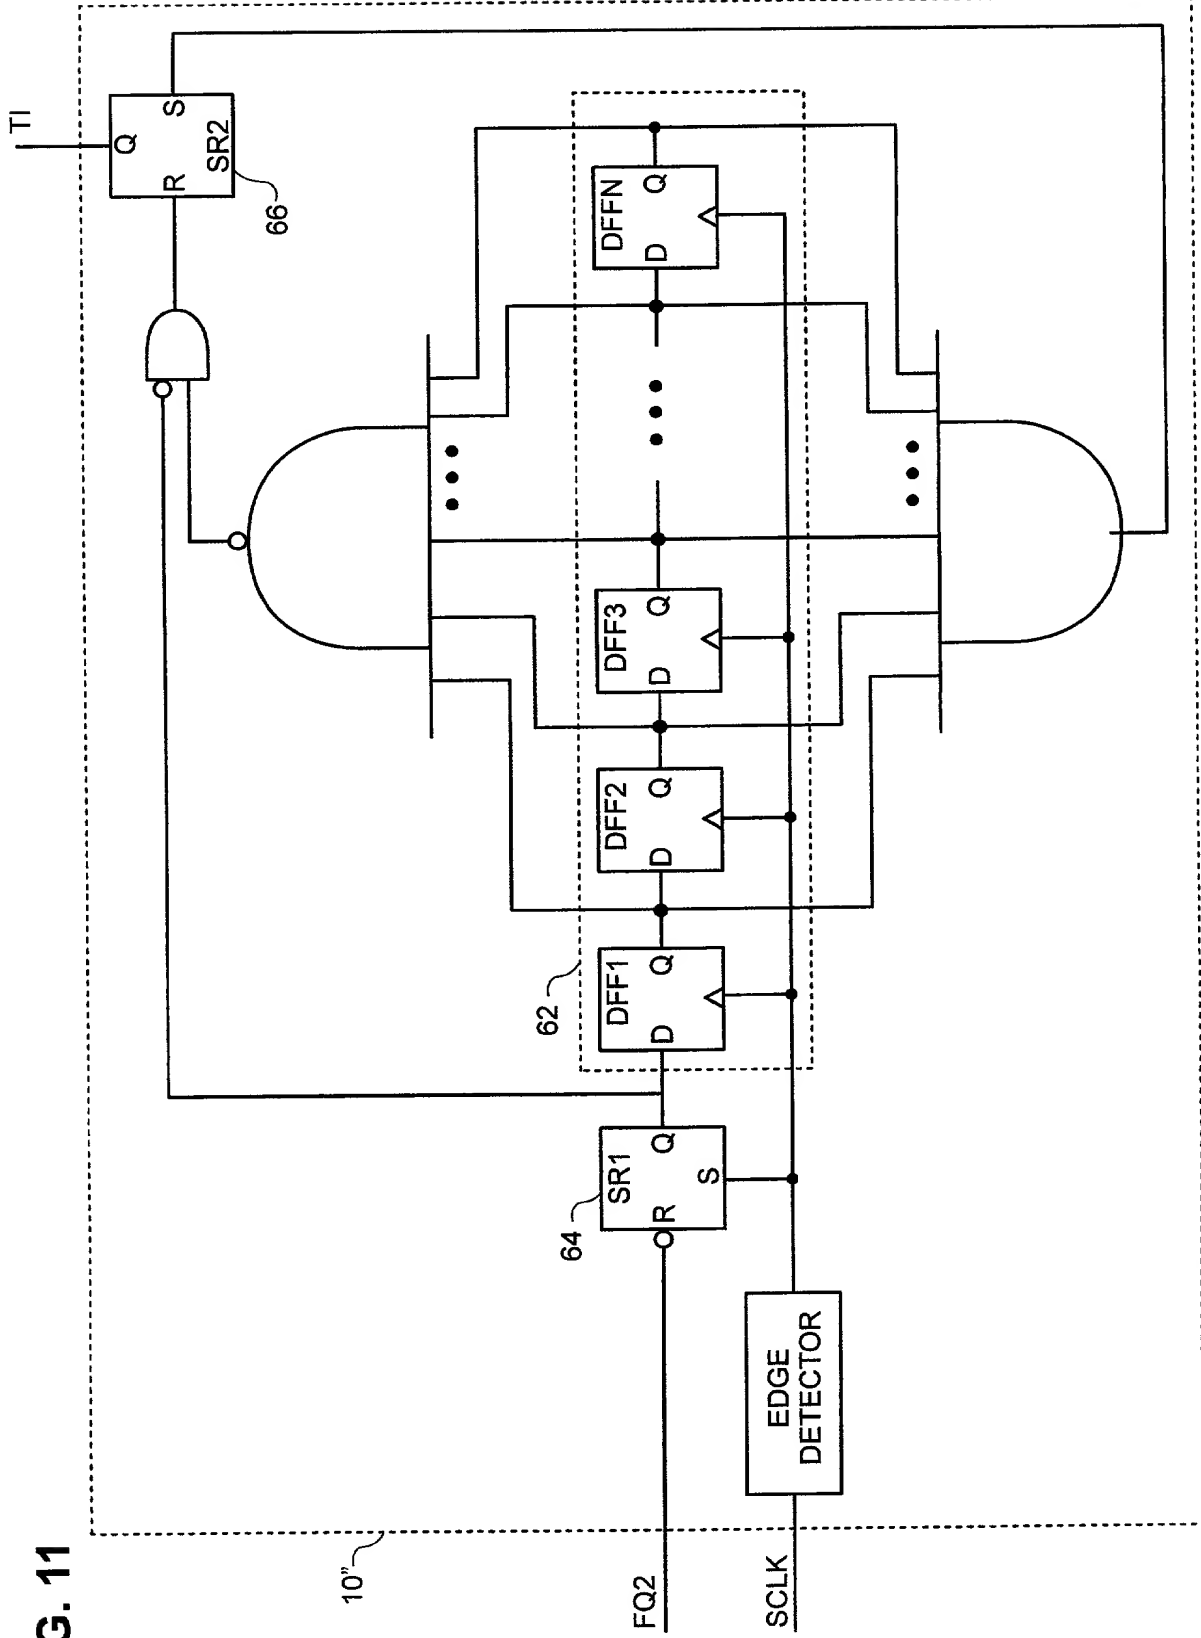 G. 11
10”
TI
Q
R
S
SR2
66
62
DFF1
D
Q
DFF2
D
Q
DFF3
D
Q
DFFN
D
Q
64
SR1
R
Q
S
FQ2
SCLK
EDGE
DETECTOR